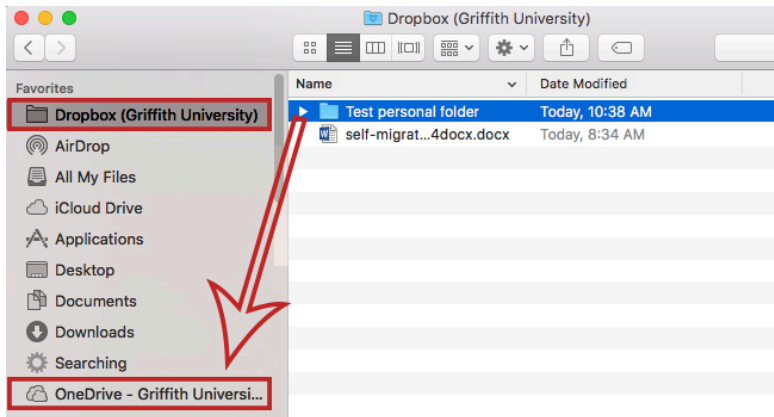 Dropbox (Griffith University)
Favorites
Dropbox (Griffith University)
AirDrop
All My Files
iCloud Drive
Applications
Desktop
Documents
Downloads
Searching
OneDrive - Griffith Universi...
Name Date Modified
Test personal folder Today, 10:38 AM
self-migrat...4docx.docx Today, 8:34 AM